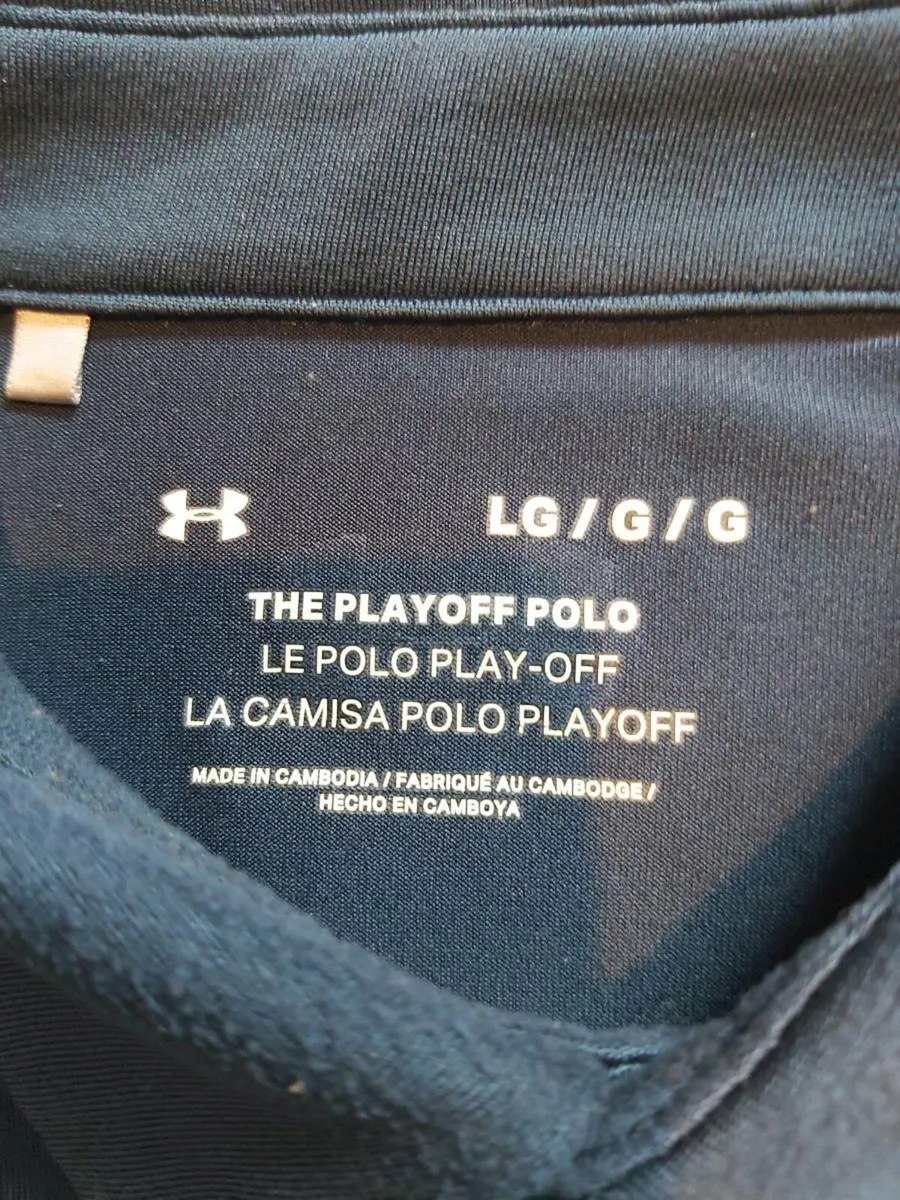 LG / G / G
THE PLAYOFF POLO
LE POLO PLAY-OFF
LA CAMISA POLO PLAYOFF
MADE IN CAMBODIA / FABRIQUÉ AU CAMBODGE /
HECHO EN CAMBOYA